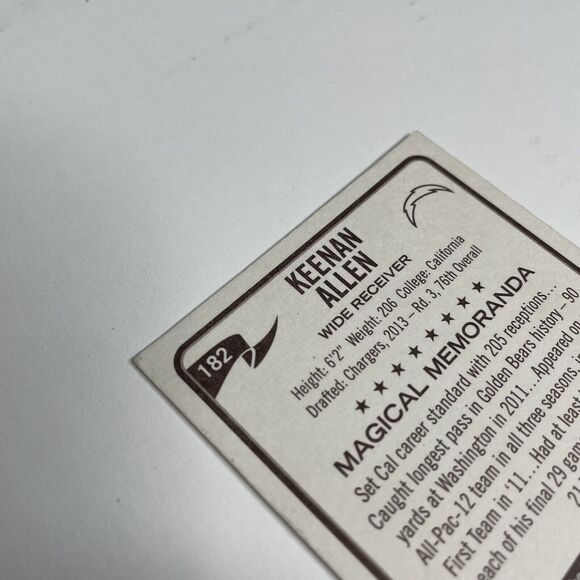 182
KEENAN
ALLEN
WIDE RECEIVER
Height: 6'2" Weight: 206 College: California
Drafted: Chargers, 2013 – Rd. 3, 76th Overall
★ ★ ★ ★ ★ ★ ★ ★
MAGICAL MEMORANDA
Set Cal career standard with 205 receptions...
Caught longest pass in Golden Bears history - 90
yards at Washington in 2011...Appeared on
All-Pac-12 team in all three seasons,
First Team in '11...Had at least
each of his final 29 gam
21